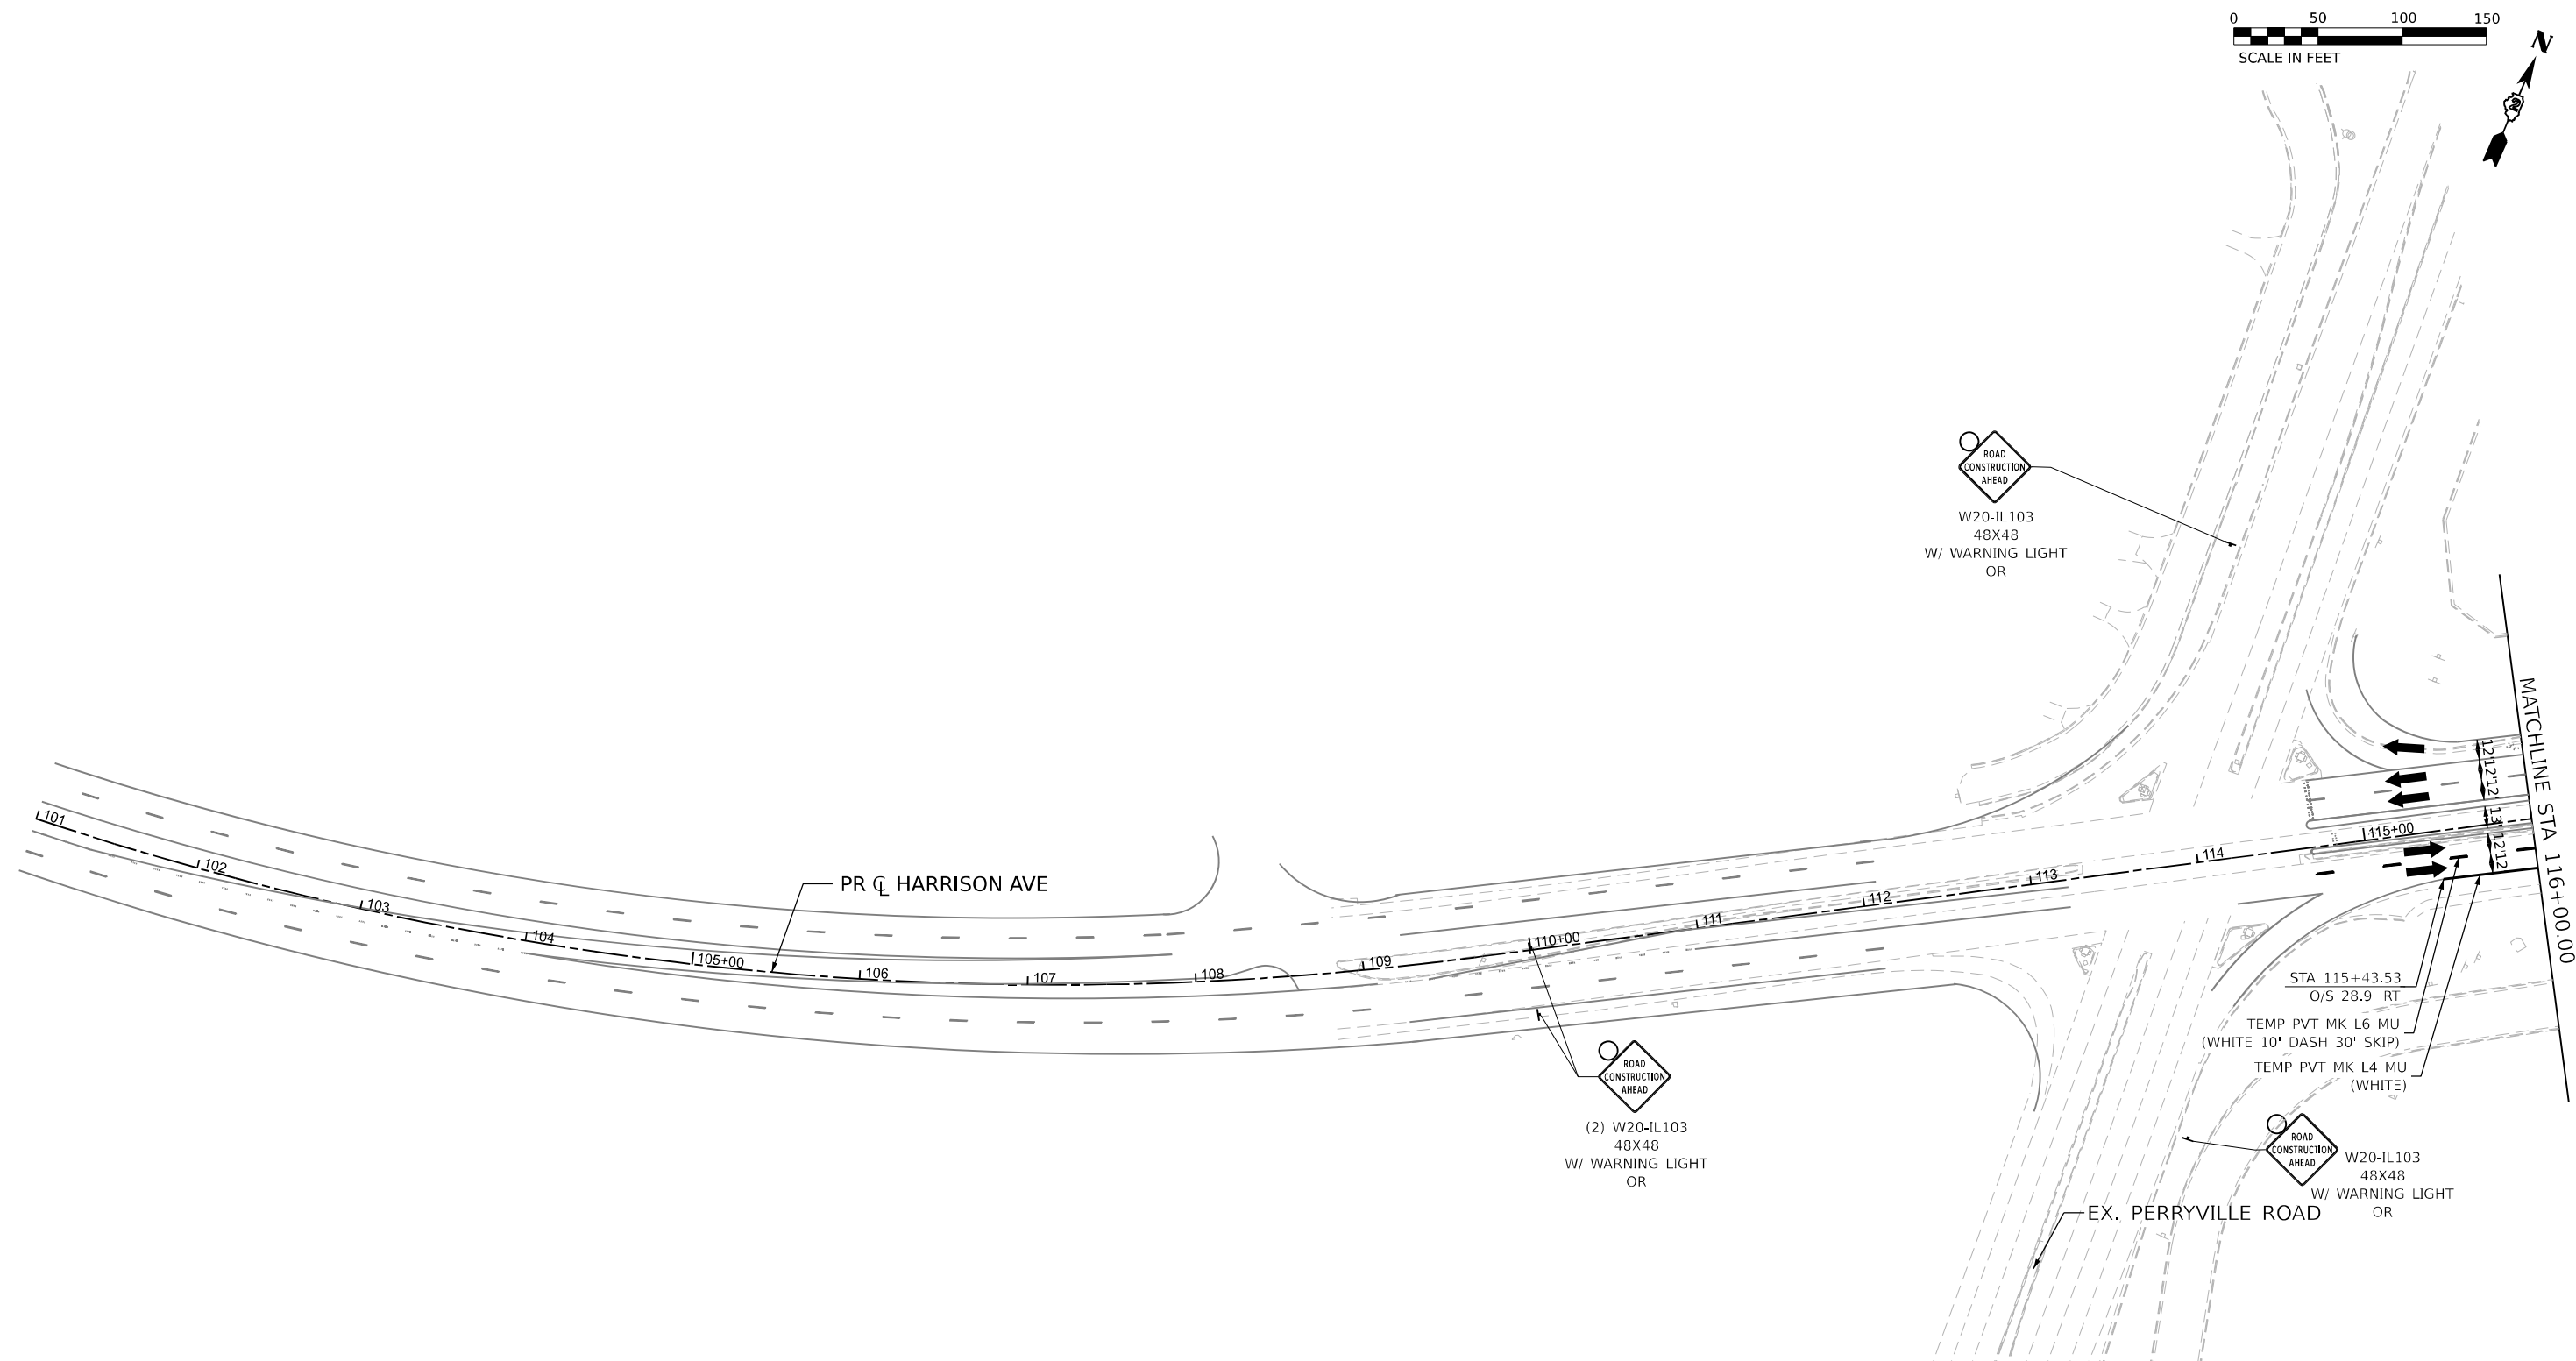 0 50 100 150
SCALE IN FEET
N
ROAD
CONSTRUCTION
AHEAD
W20-IL103
48X48
W/ WARNING LIGHT
OR
MATCHLINE STA 116+00.00
12'
12'
12'
13'
12'
12
101
102
103
104
105+00
106
107
108
109
110+00
111
112
113
114
115+00
PR ℄ HARRISON AVE
STA 115+43.53
O/S 28.9' RT
TEMP PVT MK L6 MU
(WHITE 10' DASH 30' SKIP)
TEMP PVT MK L4 MU
(WHITE)
ROAD
CONSTRUCTION
AHEAD
(2) W20-IL103
48X48
W/ WARNING LIGHT
OR
ROAD
CONSTRUCTION
AHEAD
W20-IL103
48X48
W/ WARNING LIGHT
OR
EX. PERRYVILLE ROAD